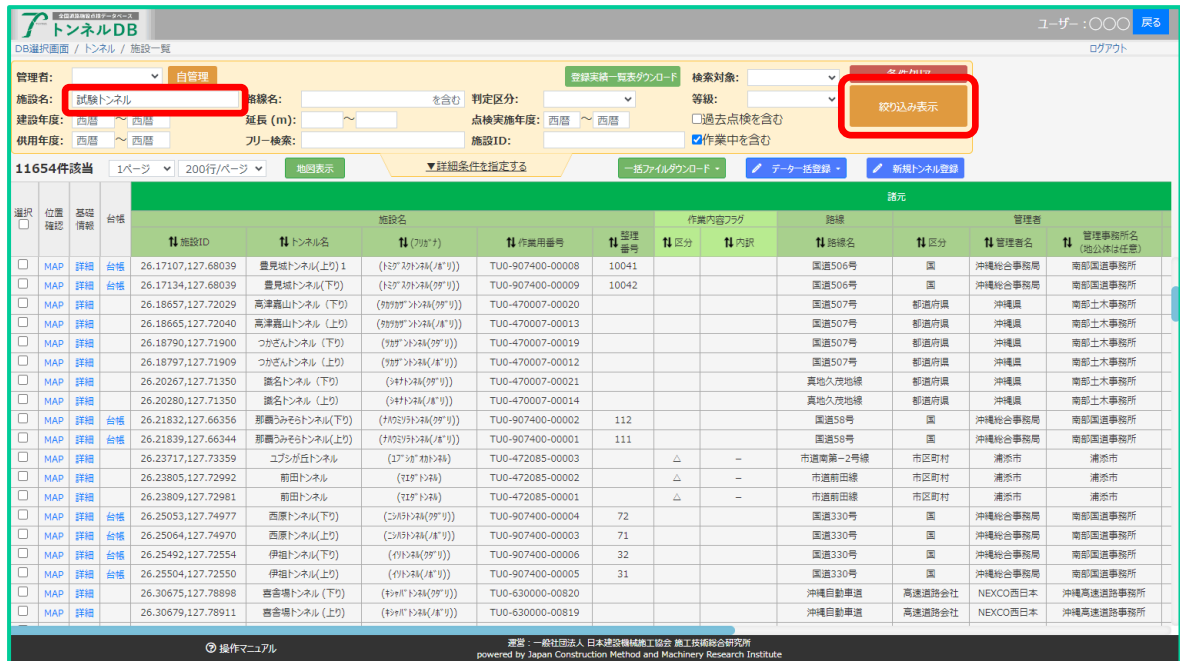 全国道路施設点検データベース
トンネルDB
ユーザー:〇〇〇 戻る
DB選択画面 / トンネル / 施設一覧 ログアウト
管理者: 自管理 登録実績一覧表ダウンロード 検索対象: 条件クリア
施設名: 試験トンネル 路線名: を含む 判定区分: 等級: 絞り込み表示
建設年度: 西暦 ～ 西暦 延長 (m): ～ 点検実施年度: 西暦 ～ 西暦 過去点検を含む
供用年度: 西暦 ～ 西暦 フリー検索: 施設ID: 作業中を含む
11654件該当 1ページ 200行/ページ 地図表示 ▼詳細条件を指定する 一括ファイルダウンロード データ一括登録 新規トンネル登録
諸元
選択 位置確認 基礎情報 台帳 施設名 作業内容フラグ 路線 管理者
施設ID トンネル名 (フリガナ) 作業用番号 整理番号 区分 内訳 路線名 区分 管理者名 管理事務所名(地公体は任意)
MAP 詳細 台帳 26.17107,127.68039 豊見城トンネル(上り)1 (ﾄﾐｸﾞｽｸﾄﾝﾈﾙ(ﾉﾎﾞﾘ)) TU0-907400-00008 10041 国道506号 国 沖縄総合事務局 南部国道事務所
MAP 詳細 台帳 26.17134,127.68039 豊見城トンネル(下り) (ﾄﾐｸﾞｽｸﾄﾝﾈﾙ(ｸﾀﾞﾘ)) TU0-907400-00009 10042 国道506号 国 沖縄総合事務局 南部国道事務所
MAP 詳細 26.18657,127.72029 高津嘉山トンネル（下り） (ﾀｶﾂｶｻﾞﾝﾄﾝﾈﾙ(ｸﾀﾞﾘ)) TU0-470007-00020 国道507号 都道府県 沖縄県 南部土木事務所
MAP 詳細 26.18665,127.72040 高津嘉山トンネル（上り） (ﾀｶﾂｶｻﾞﾝﾄﾝﾈﾙ(ﾉﾎﾞﾘ)) TU0-470007-00013 国道507号 都道府県 沖縄県 南部土木事務所
MAP 詳細 26.18790,127.71900 つかざんトンネル（下り） (ﾂｶｻﾞﾝﾄﾝﾈﾙ(ｸﾀﾞﾘ)) TU0-470007-00019 国道507号 都道府県 沖縄県 南部土木事務所
MAP 詳細 26.18797,127.71909 つかざんトンネル（上り） (ﾂｶｻﾞﾝﾄﾝﾈﾙ(ﾉﾎﾞﾘ)) TU0-470007-00012 国道507号 都道府県 沖縄県 南部土木事務所
MAP 詳細 26.20267,127.71350 識名トンネル（下り） (ｼｷﾅﾄﾝﾈﾙ(ｸﾀﾞﾘ)) TU0-470007-00021 真地久茂地線 都道府県 沖縄県 南部土木事務所
MAP 詳細 26.20280,127.71350 識名トンネル（上り） (ｼｷﾅﾄﾝﾈﾙ(ﾉﾎﾞﾘ)) TU0-470007-00014 真地久茂地線 都道府県 沖縄県 南部土木事務所
MAP 詳細 台帳 26.21832,127.66356 那覇うみそらトンネル(下り) (ﾅﾊｳﾐｿﾗﾄﾝﾈﾙ(ｸﾀﾞﾘ)) TU0-907400-00002 112 国道58号 国 沖縄総合事務局 南部国道事務所
MAP 詳細 台帳 26.21839,127.66344 那覇うみそらトンネル(上り) (ﾅﾊｳﾐｿﾗﾄﾝﾈﾙ(ﾉﾎﾞﾘ)) TU0-907400-00001 111 国道58号 国 沖縄総合事務局 南部国道事務所
MAP 詳細 26.23717,127.73359 ユブシが丘トンネル (ﾕﾌﾞｼｶﾞｵｶﾄﾝﾈﾙ) TU0-472085-00003 △ － 市道南第－2号線 市区町村 浦添市 浦添市
MAP 詳細 26.23805,127.72992 前田トンネル (ﾏｴﾀﾞﾄﾝﾈﾙ) TU0-472085-00002 △ － 市道前田線 市区町村 浦添市 浦添市
MAP 詳細 26.23809,127.72981 前田トンネル (ﾏｴﾀﾞﾄﾝﾈﾙ) TU0-472085-00001 △ － 市道前田線 市区町村 浦添市 浦添市
MAP 詳細 台帳 26.25053,127.74977 西原トンネル(下り) (ﾆｼﾊﾗﾄﾝﾈﾙ(ｸﾀﾞﾘ)) TU0-907400-00004 72 国道330号 国 沖縄総合事務局 南部国道事務所
MAP 詳細 台帳 26.25064,127.74970 西原トンネル(上り) (ﾆｼﾊﾗﾄﾝﾈﾙ(ﾉﾎﾞﾘ)) TU0-907400-00003 71 国道330号 国 沖縄総合事務局 南部国道事務所
MAP 詳細 台帳 26.25492,127.72554 伊祖トンネル(下り) (ｲｿﾄﾝﾈﾙ(ｸﾀﾞﾘ)) TU0-907400-00006 32 国道330号 国 沖縄総合事務局 南部国道事務所
MAP 詳細 台帳 26.25504,127.72550 伊祖トンネル(上り) (ｲｿﾄﾝﾈﾙ(ﾉﾎﾞﾘ)) TU0-907400-00005 31 国道330号 国 沖縄総合事務局 南部国道事務所
MAP 詳細 26.30675,127.78898 喜舎場トンネル (下り) (ｷｼｬﾊﾞﾄﾝﾈﾙ(ｸﾀﾞﾘ)) TU0-630000-00820 沖縄自動車道 高速道路会社 NEXCO西日本 沖縄高速道路事務所
MAP 詳細 26.30679,127.78911 喜舎場トンネル (上り) (ｷｼｬﾊﾞﾄﾝﾈﾙ(ﾉﾎﾞﾘ)) TU0-630000-00819 沖縄自動車道 高速道路会社 NEXCO西日本 沖縄高速道路事務所
操作マニュアル 運営：一般社団法人 日本建設機械施工協会 施工技術総合研究所
powered by Japan Construction Method and Machinery Research Institute